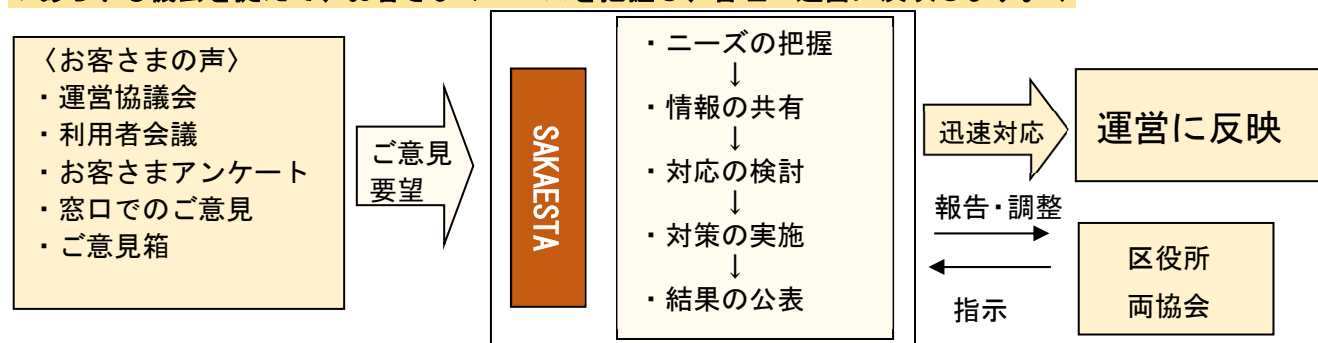 〈お客さまの声〉
・運営協議会
・利用者会議
・お客さまアンケート
・窓口でのご意見
・ご意見箱
ご意見
要望
SAKAESTA
・ニーズの把握
↓
・情報の共有
↓
・対応の検討
↓
・対策の実施
↓
・結果の公表
迅速対応
運営に反映
報告・調整
指示
区役所
両協会